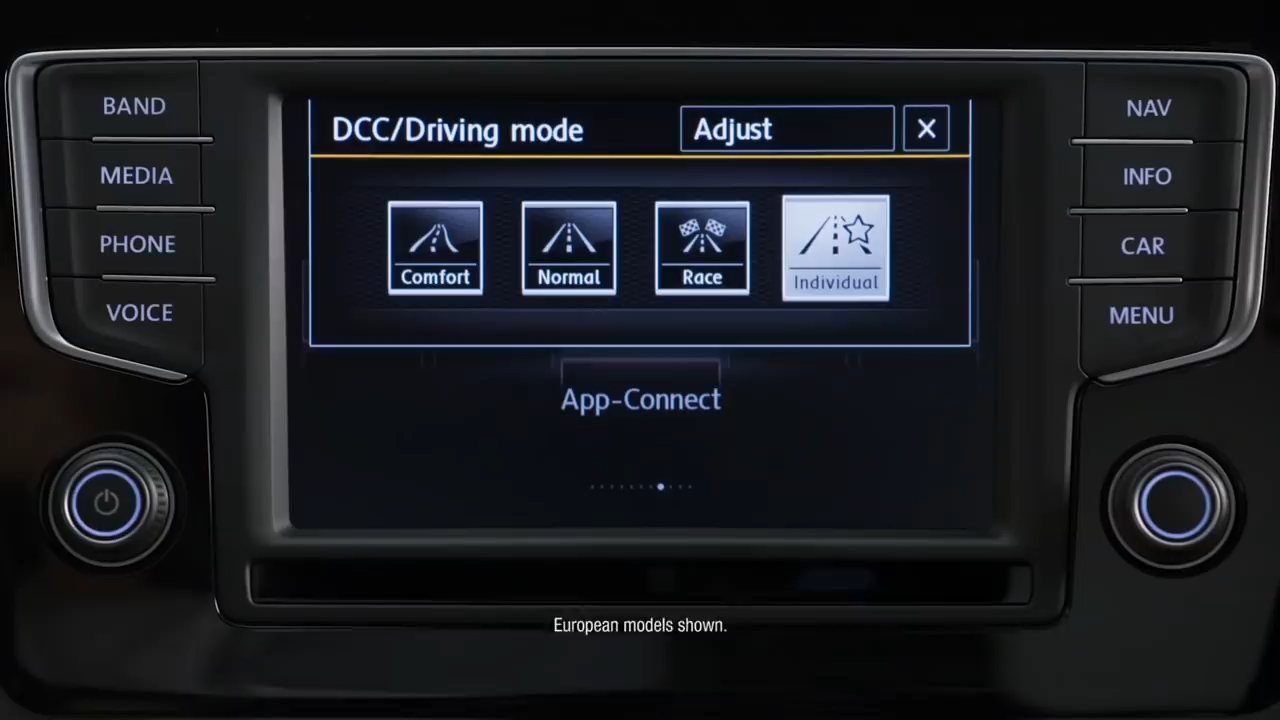 BAND
MEDIA
PHONE
VOICE
DCC/Driving mode
Adjust
X
Comfort
Normal
Race
Individual
App-Connect
NAV
INFO
CAR
MENU
European models shown.